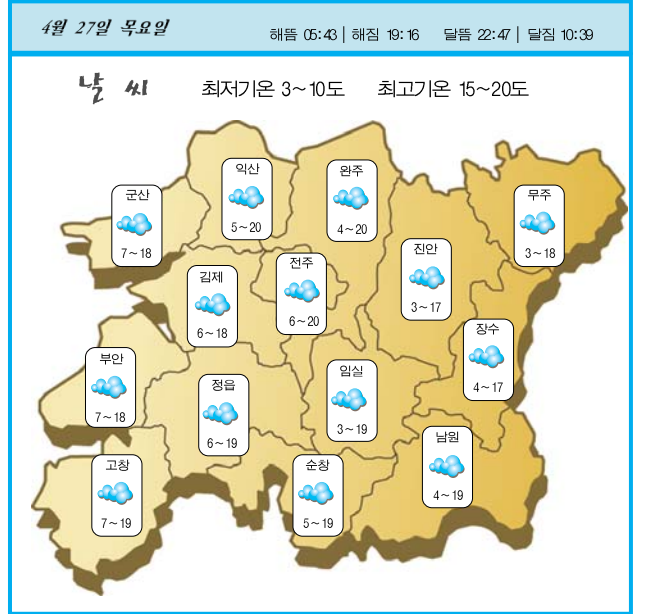 4월 27일 목요일
해뜸 05:43 | 해짐 19:16 달뜸 22:47 | 달짐 10:39
날 씨 최저기온 3~10도 최고기온 15~20도
익산
5~20
완주
4~20
군산
7~18
무주
3~18
진안
3~17
전주
6~20
김제
6~18
장수
4~17
부안
7~18
임실
3~19
정읍
6~19
남원
4~19
고창
7~19
순창
5~19